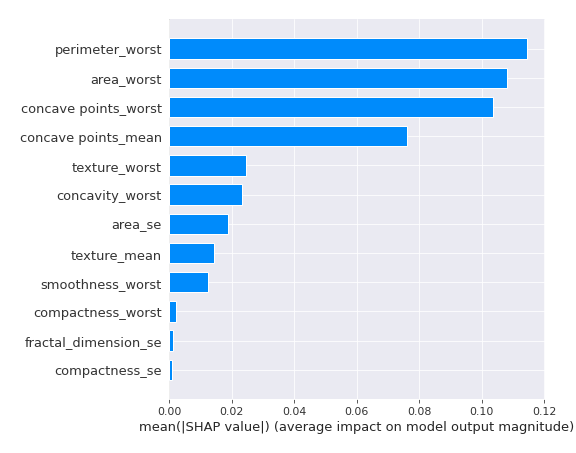 perimeter_worst
area_worst
concave points_worst
concave points_mean
texture_worst
concavity_worst
area_se
texture_mean
smoothness_worst
compactness_worst
fractal_dimension_se
compactness_se
0.00 0.02 0.04 0.06 0.08 0.10 0.12
mean(|SHAP value|) (average impact on model output magnitude)